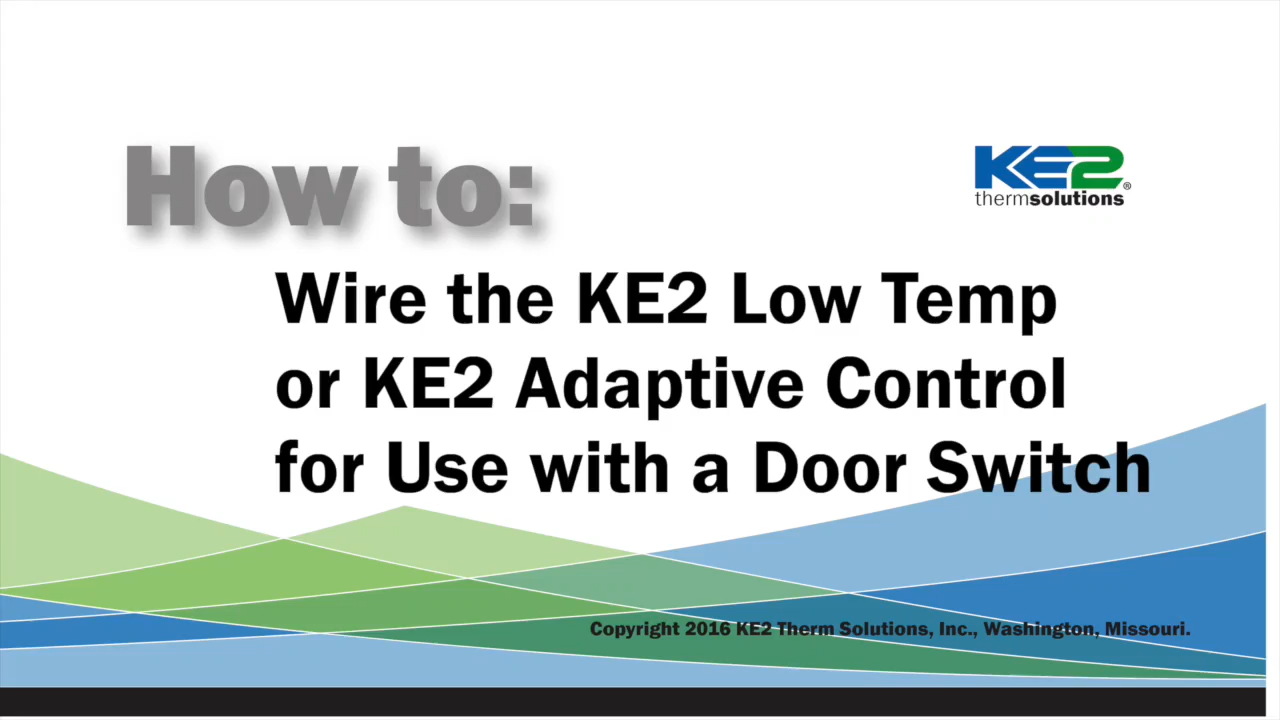 How to:
KE2®
thermsolutions
Wire the KE2 Low Temp
or KE2 Adaptive Control
for Use with a Door Switch
Copyright 2016 KE2 Therm Solutions, Inc., Washington, Missouri.